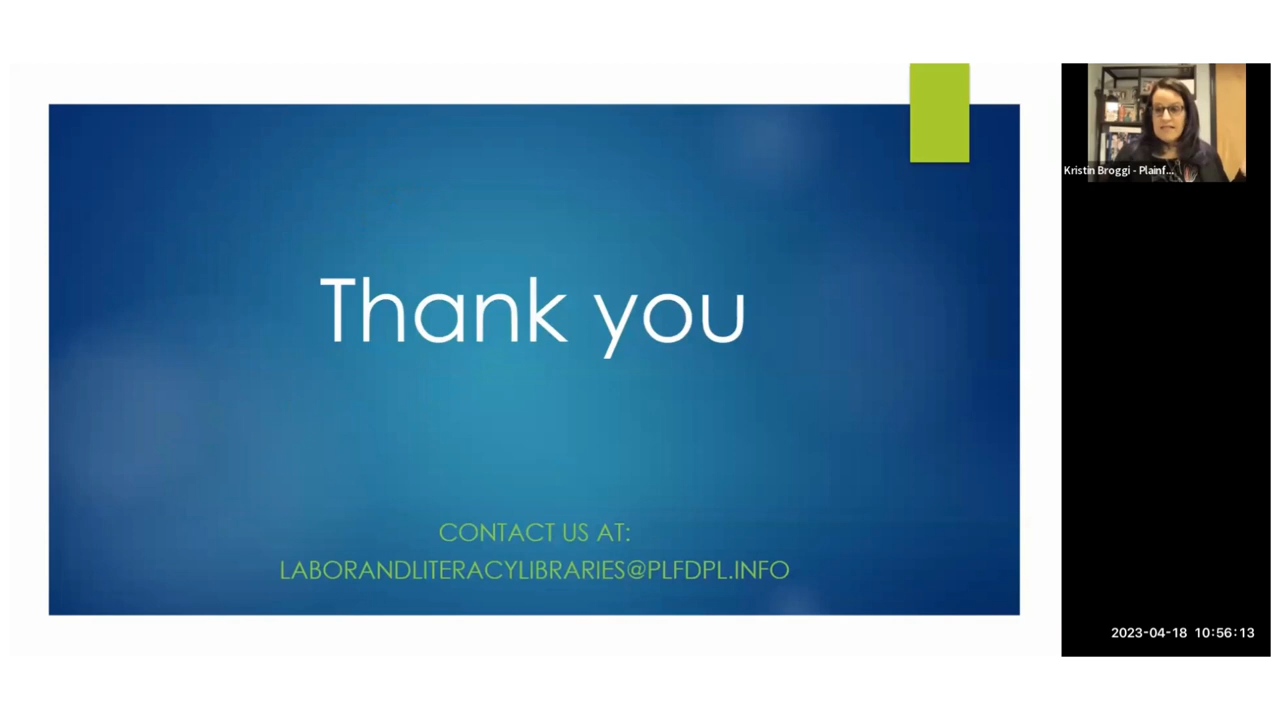 Thank you
CONTACT US AT:
LABORANDLITERACYLIBRARIES@PLFDPL.INFO
Kristin Broggi - Plainf...
2023-04-18 10:56:13